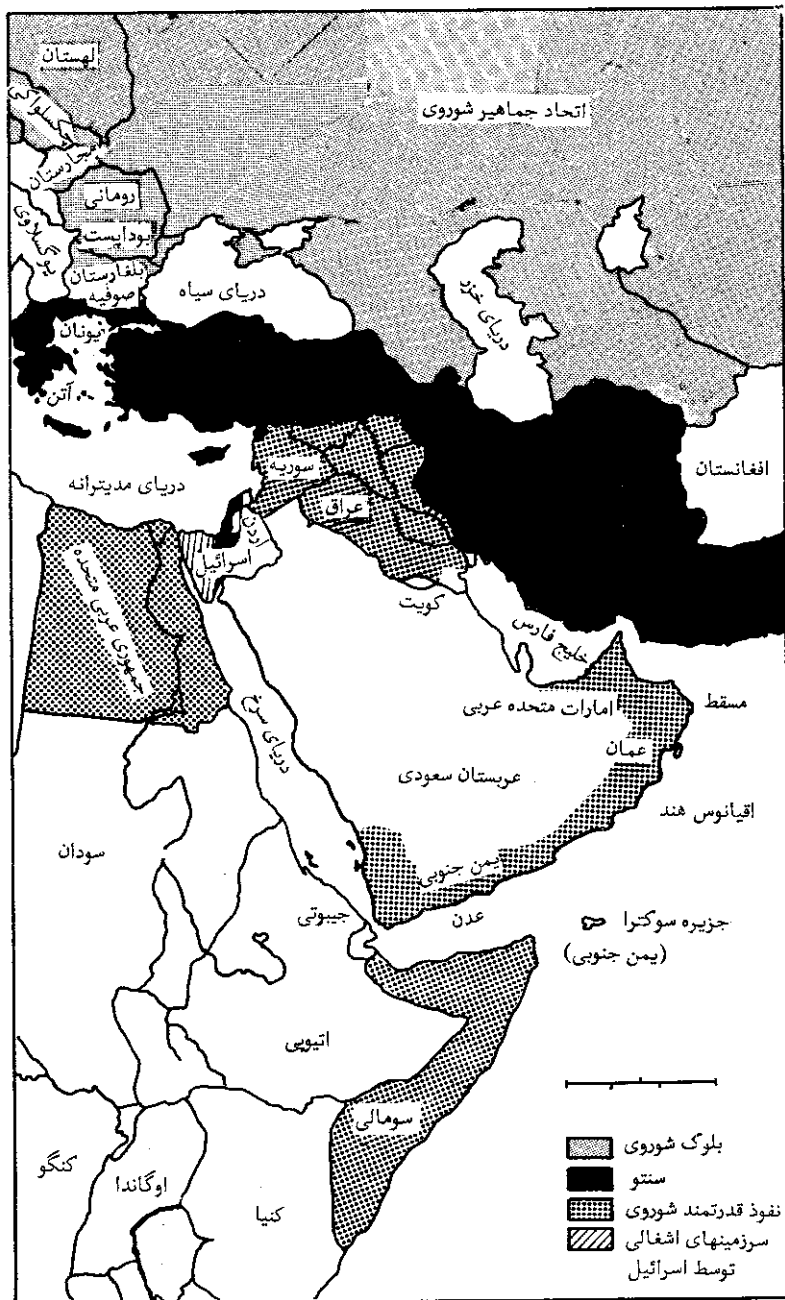 لهستان
چکسلواکی
اتحاد جماهیر شوروی
مجارستان
رومانی
یوگسلاوی
بوداپست
بلغارستان
صوفیه
دریای سیاه
دریای خزر
یونان
آتن
افغانستان
سوریه
دریای مدیترانه
عراق
اردن
اسرائیل
جمهوری عربی متحده
کویت
خلیج فارس
دریای سرخ
امارات متحده عربی
مسقط
عمان
عربستان سعودی
اقیانوس هند
سودان
یمن جنوبی
جیبوتی
عدن
جزیره سوکترا
(یمن جنوبی)
اتیوپی
سومالی
کنگو
اوگاندا
کنیا
بلوک شوروی
سنتو
نفوذ قدرتمند شوروی
سرزمینهای اشغالی
توسط اسرائیل